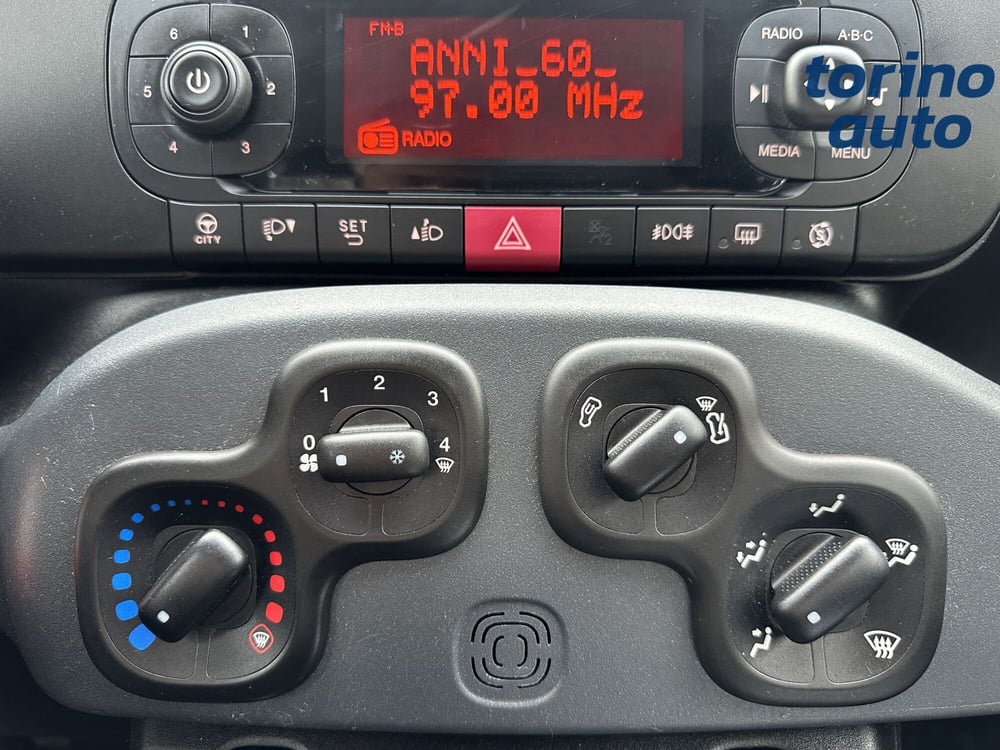 FM-B
ANNI_60_
97.00 MHz
RADIO
6 1
5 2
4 3
RADIO A·B·C
MEDIA MENU
torino
auto
CITY
SET
2
0 1 2 3 4